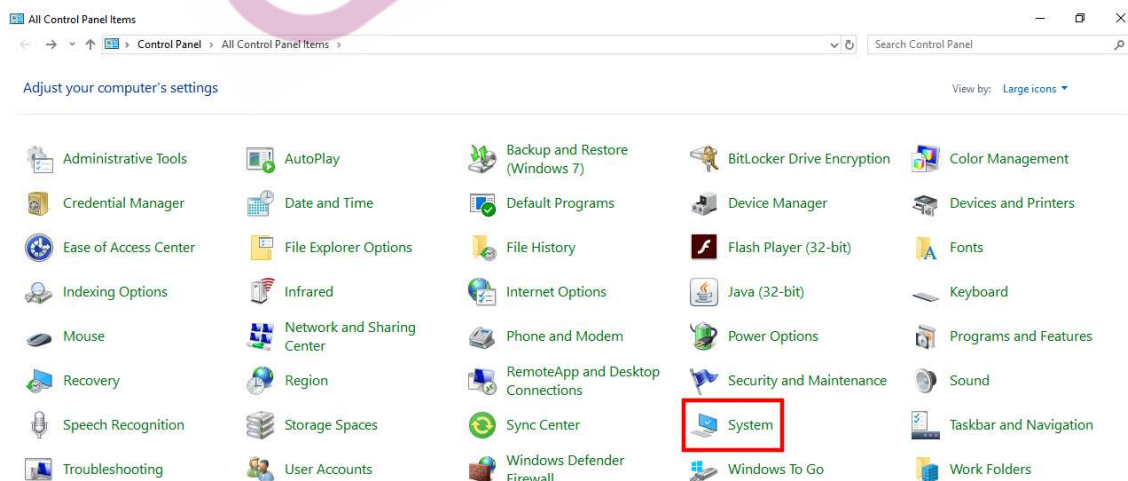 All Control Panel Items
Control Panel > All Control Panel Items >
Search Control Panel
Adjust your computer's settings
View by: Large icons
Administrative Tools
AutoPlay
Backup and Restore
(Windows 7)
BitLocker Drive Encryption
Color Management
Credential Manager
Date and Time
Default Programs
Device Manager
Devices and Printers
Ease of Access Center
File Explorer Options
File History
Flash Player (32-bit)
Fonts
Indexing Options
Infrared
Internet Options
Java (32-bit)
Keyboard
Mouse
Network and Sharing
Center
Phone and Modem
Power Options
Programs and Features
Recovery
Region
RemoteApp and Desktop
Connections
Security and Maintenance
Sound
Speech Recognition
Storage Spaces
Sync Center
System
Taskbar and Navigation
Troubleshooting
User Accounts
Windows Defender
Firewall
Windows To Go
Work Folders